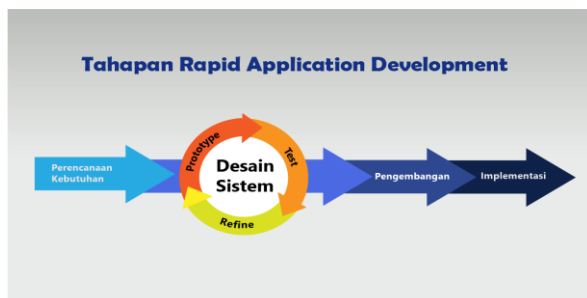 Tahapan Rapid Application Development
Perencanaan
Kebutuhan
Prototype
Test
Refine
Desain
Sistem
Pengembangan
Implementasi